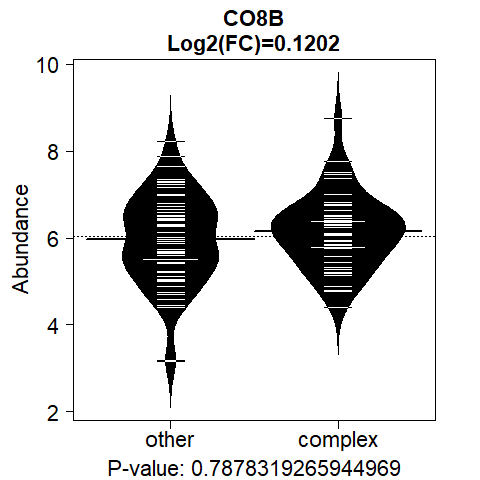 CO8B
Log2(FC)=0.1202
Abundance
10
8
6
4
2
other complex
P-value: 0.7878319265944969